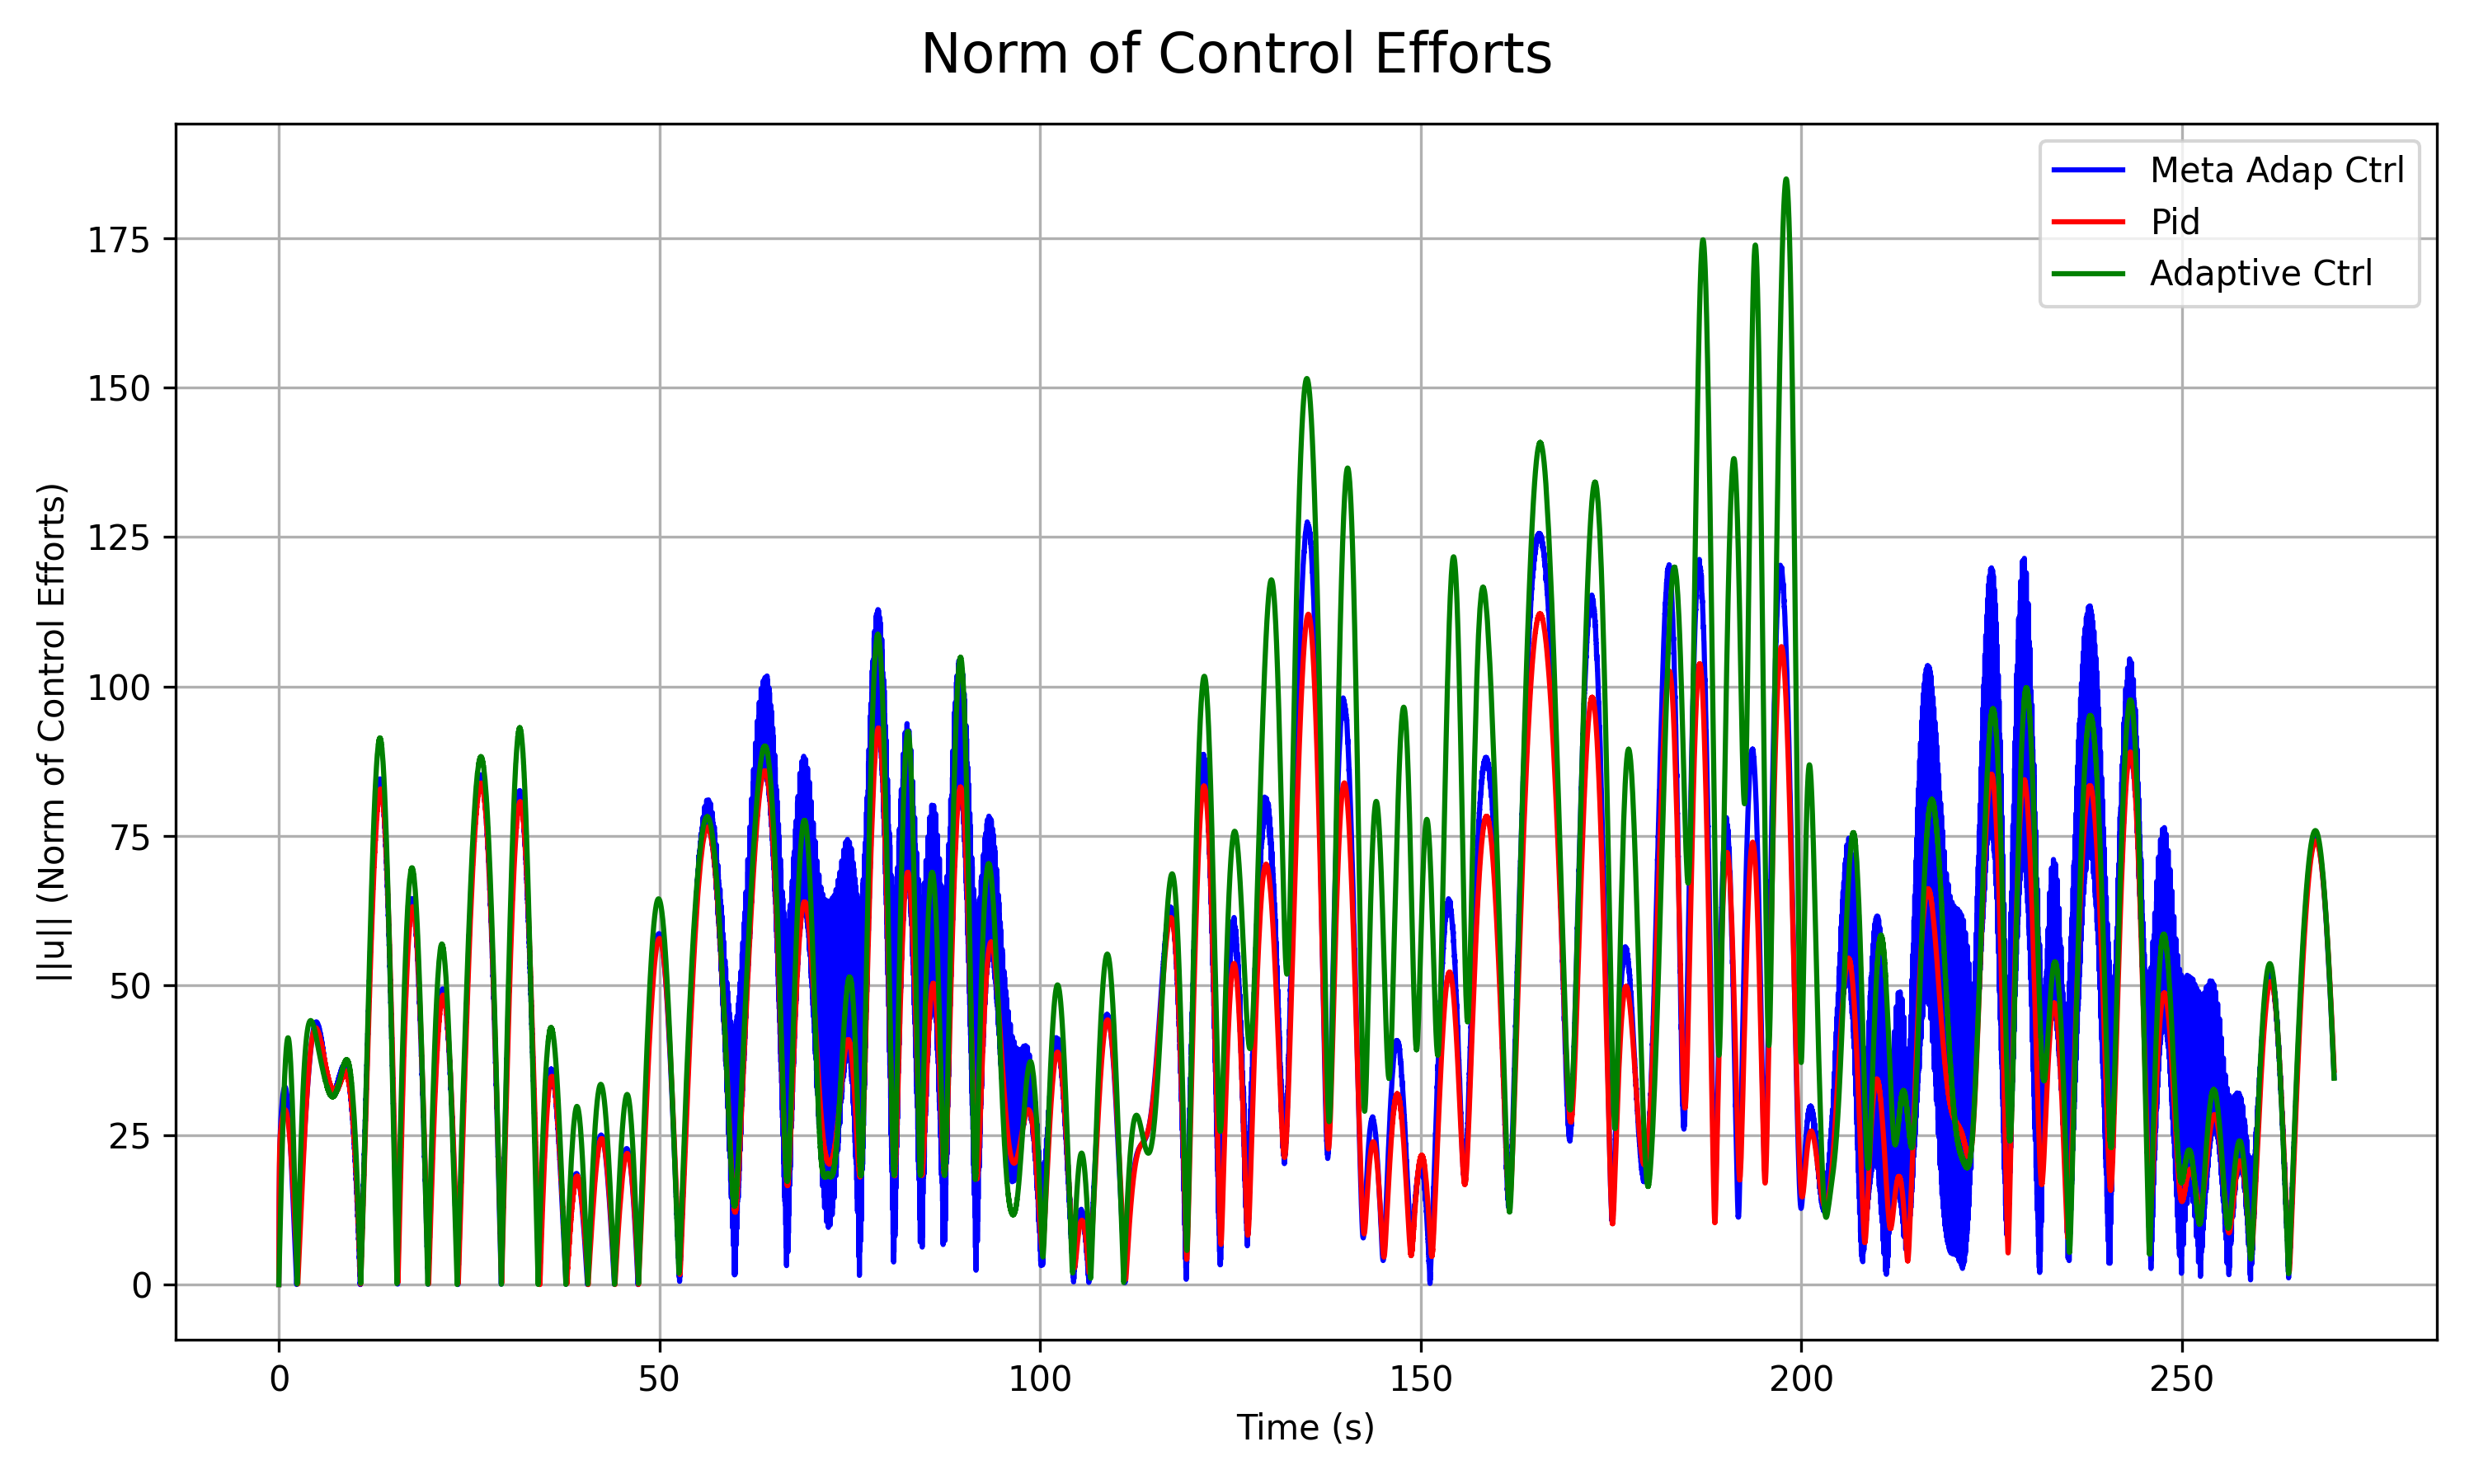 Norm of Control Efforts
Meta Adap Ctrl
Pid
Adaptive Ctrl
||u|| (Norm of Control Efforts)
175
150
125
100
75
50
25
0
0 50 100 150 200 250
Time (s)